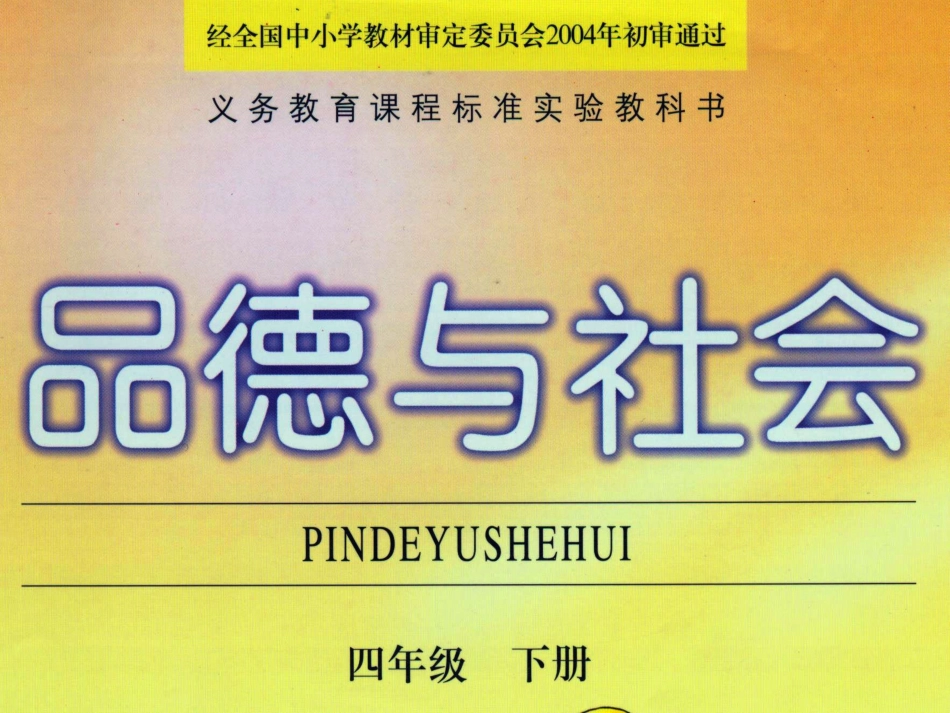 经全国中小学教材审定委员会2004年初审通过
义务教育课程标准实验教科书
品德与社会
PINDEYUSHEHUI
四年级 下册